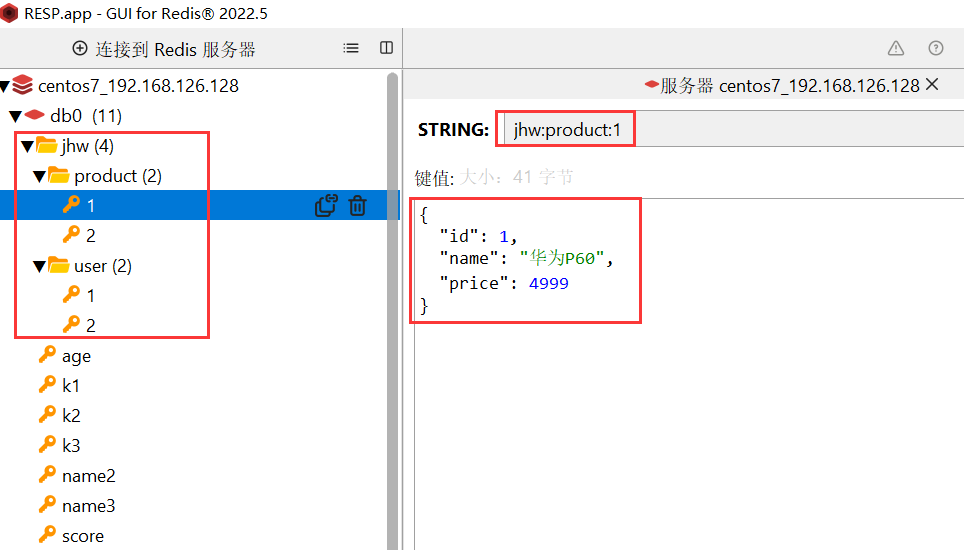 RESP.app - GUI for Redis® 2022.5
连接到 Redis 服务器
centos7_192.168.126.128
服务器 centos7_192.168.126.128
db0 (11)
jhw (4)
product (2)
1
2
user (2)
1
2
age
k1
k2
k3
name2
name3
score
STRING:
jhw:product:1
键值: 大小: 41 字节
{
"id": 1,
"name": "华为P60",
"price": 4999
}